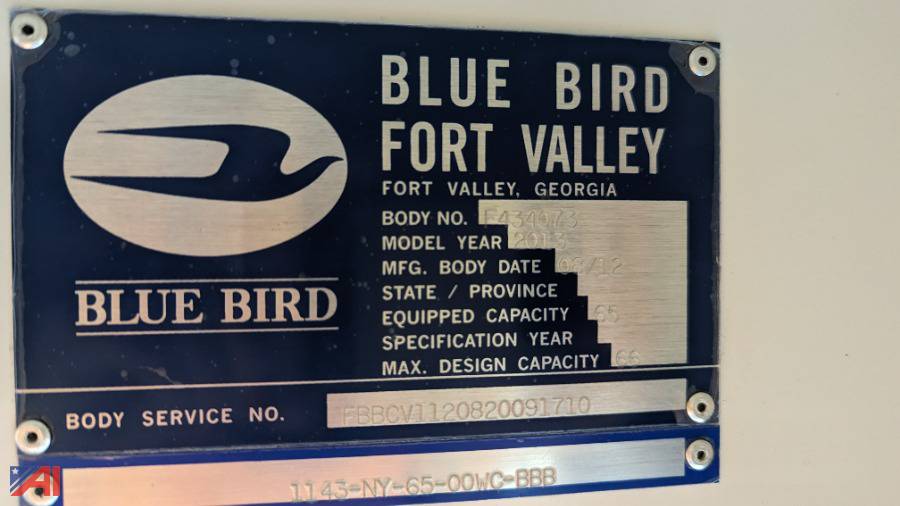 BLUE BIRD
FORT VALLEY
FORT VALLEY, GEORGIA
BODY NO. F434073
MODEL YEAR 2013
MFG. BODY DATE 08/12
STATE / PROVINCE
EQUIPPED CAPACITY 65
SPECIFICATION YEAR
MAX. DESIGN CAPACITY 66
BLUE BIRD
BODY SERVICE NO. FBBCV1120820091710
1143-NY-65-00WC-BBB
AI